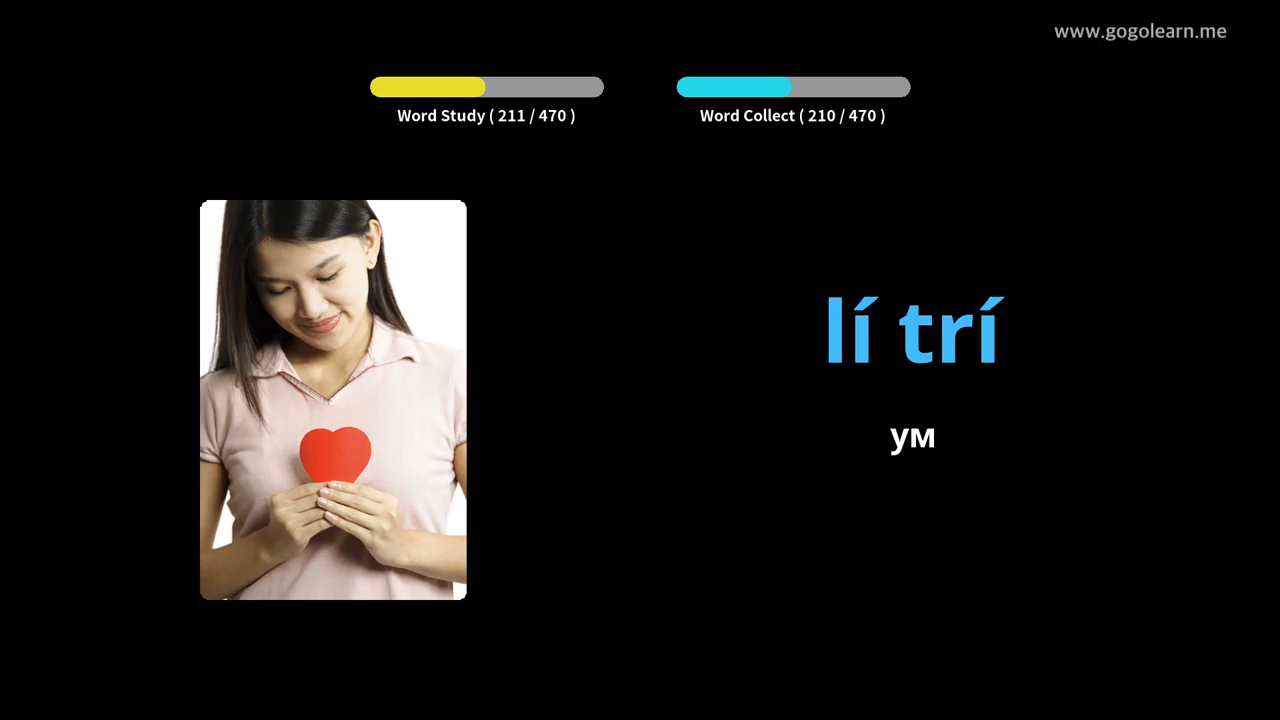 www.gogolearn.me
Word Study ( 211 / 470 )
Word Collect ( 210 / 470 )
lí trí
ум